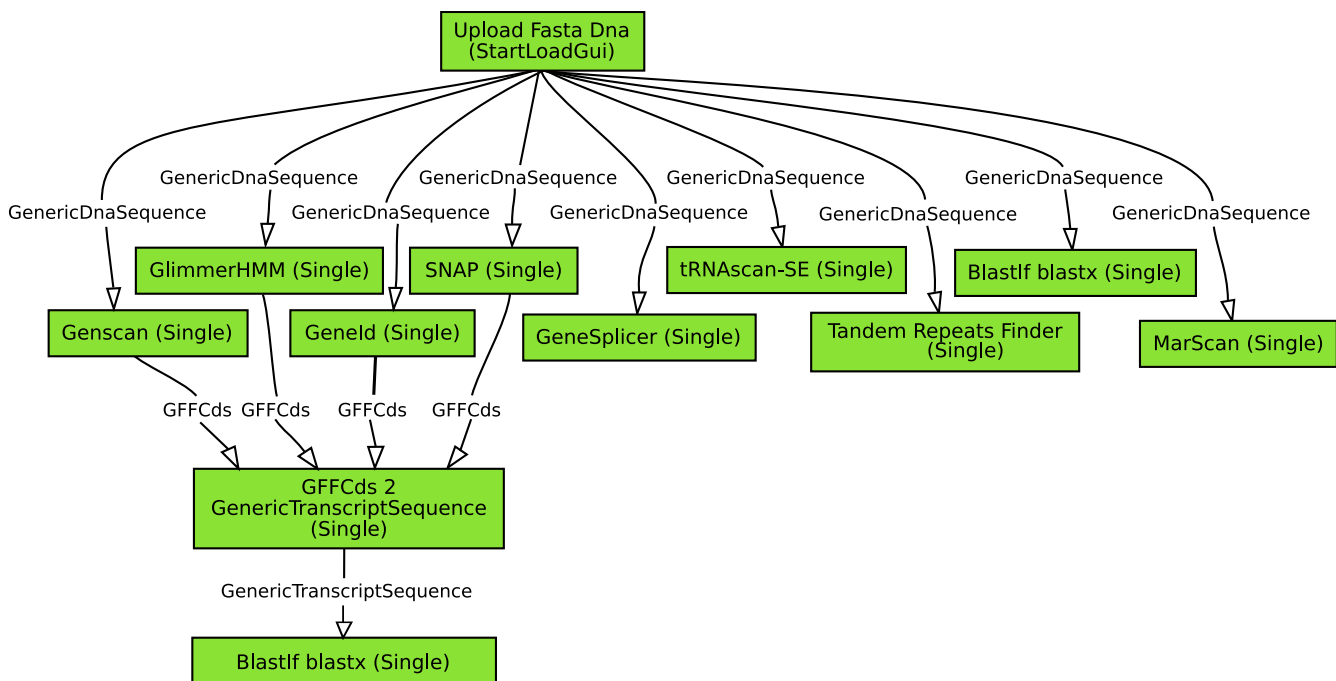 Upload Fasta Dna
(StartLoadGui)
GenericDnaSequence
GenericDnaSequence
GenericDnaSequence
GenericDnaSequence
GenericDnaSequence
GenericDnaSequence
GenericDnaSequence
GenericDnaSequence
GenericDnaSequence
GlimmerHMM (Single)
SNAP (Single)
tRNAscan-SE (Single)
BlastIf blastx (Single)
Genscan (Single)
GeneId (Single)
GeneSplicer (Single)
Tandem Repeats Finder
(Single)
MarScan (Single)
GFFCds
GFFCds
GFFCds
GFFCds
GFFCds 2
GenericTranscriptSequence
(Single)
GenericTranscriptSequence
BlastIf blastx (Single)